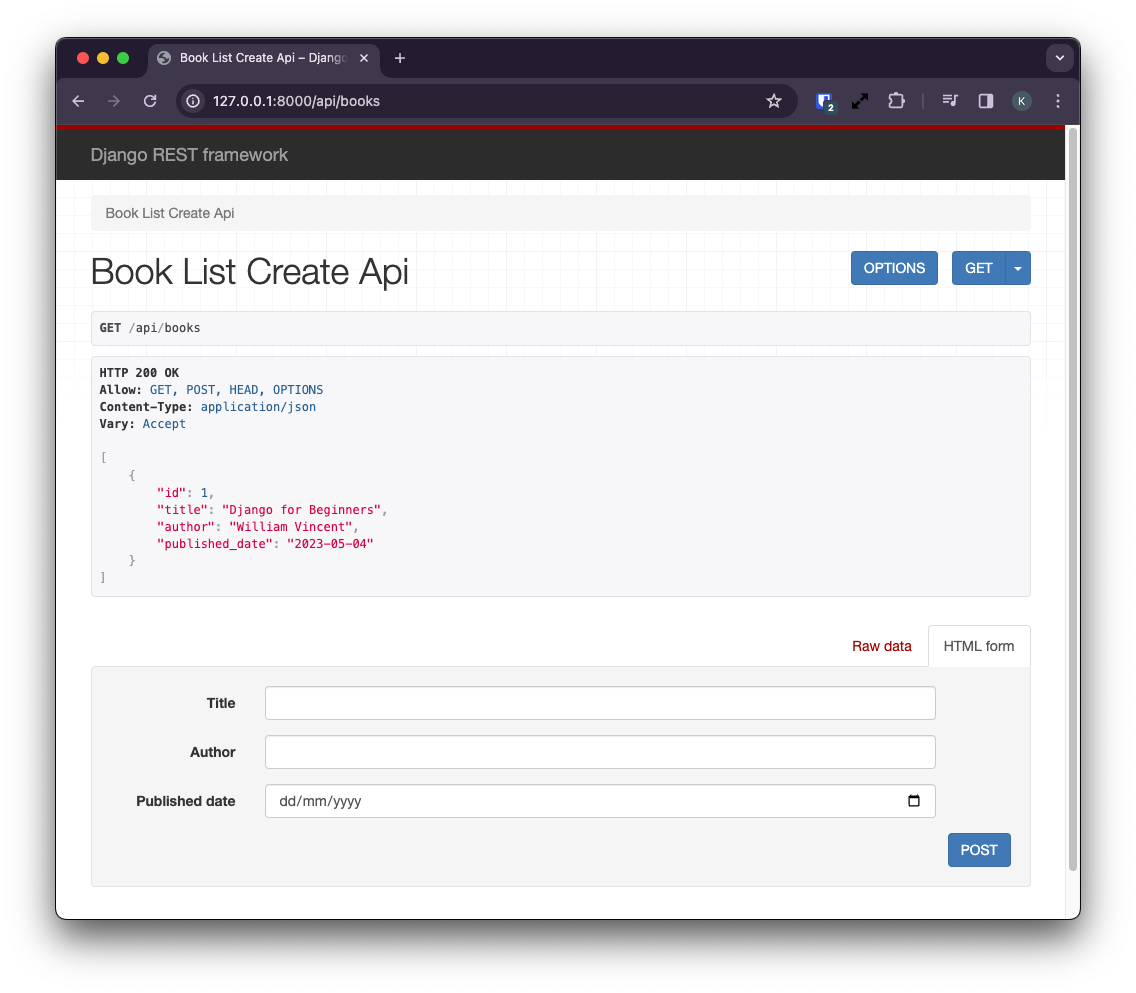 Book List Create Api – Django
127.0.0.1:8000/api/books
2
K
Django REST framework
Book List Create Api
Book List Create Api
OPTIONS
GET
GET /api/books
HTTP 200 OK
Allow: GET, POST, HEAD, OPTIONS
Content-Type: application/json
Vary: Accept
[
    {
        "id": 1,
        "title": "Django for Beginners",
        "author": "William Vincent",
        "published_date": "2023-05-04"
    }
]
Raw data
HTML form
Title
Author
Published date
dd/mm/yyyy
POST